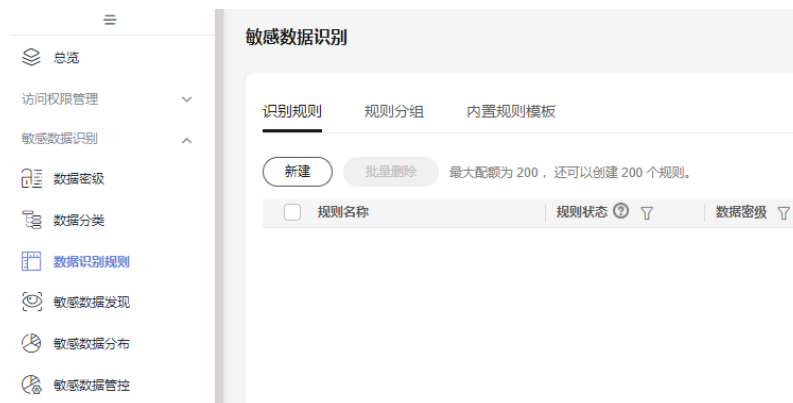 总览
访问权限管理
敏感数据识别
数据密级
数据分类
数据识别规则
敏感数据发现
敏感数据分布
敏感数据管控
敏感数据识别
识别规则 规则分组 内置规则模板
新建 批量删除 最大配额为 200 ，还可以创建 200 个规则。
规则名称 规则状态 数据密级